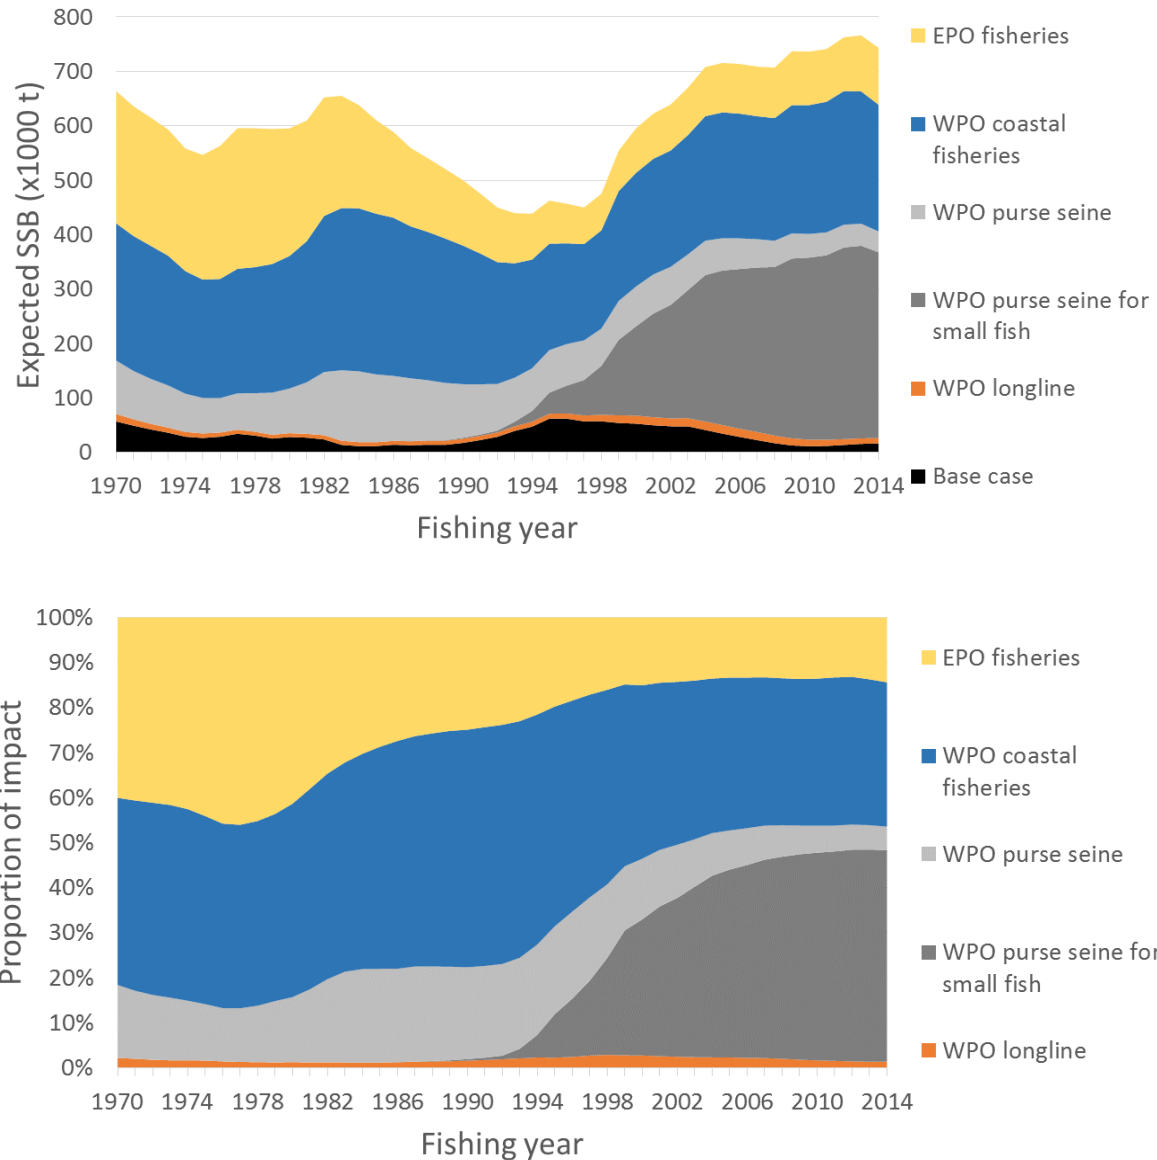 800
700
600
500
400
300
200
100
0
Expected SSB (x1000 t)
1970 1974 1978 1982 1986 1990 1994 1998 2002 2006 2010 2014
Fishing year
EPO fisheries
WPO coastal
fisheries
WPO purse seine
WPO purse seine for
small fish
WPO longline
Base case
100%
90%
80%
70%
60%
50%
40%
30%
20%
10%
0%
Proportion of impact
1970 1974 1978 1982 1986 1990 1994 1998 2002 2006 2010 2014
Fishing year
EPO fisheries
WPO coastal
fisheries
WPO purse seine
WPO purse seine for
small fish
WPO longline